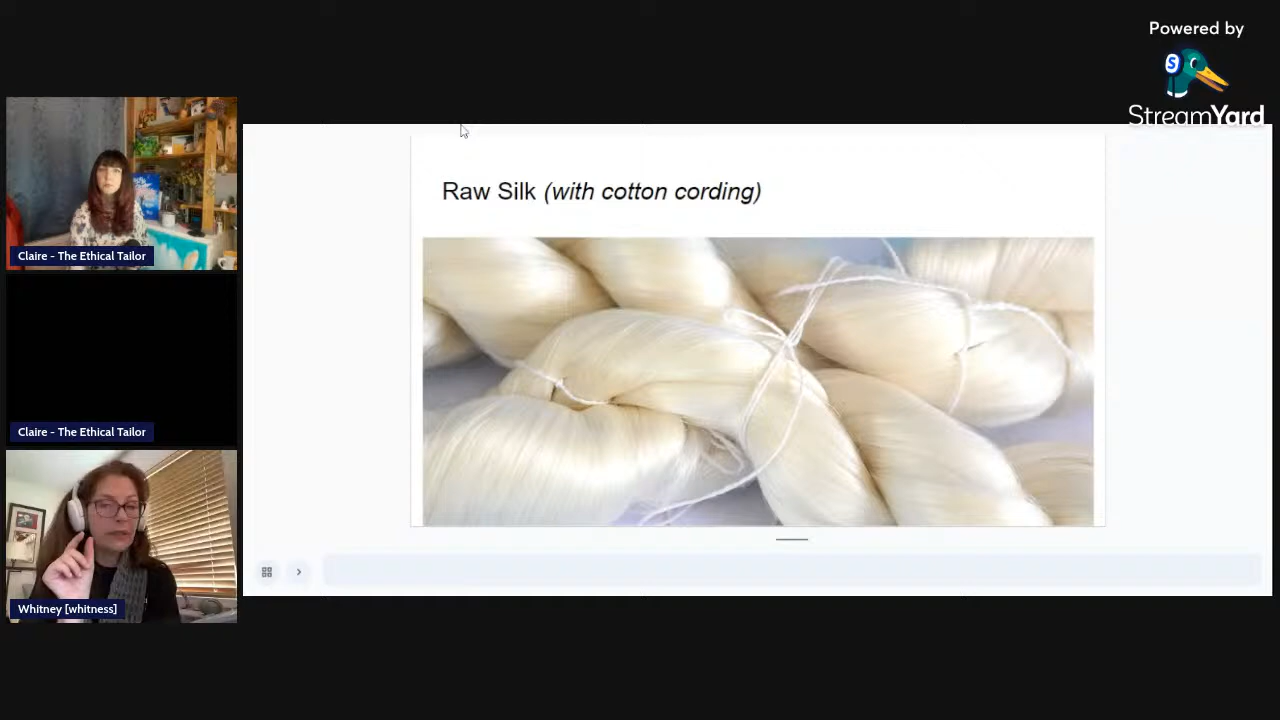 Powered by
StreamYard
Claire - The Ethical Tailor
Raw Silk (with cotton cording)
Claire - The Ethical Tailor
Whitney [whitness]